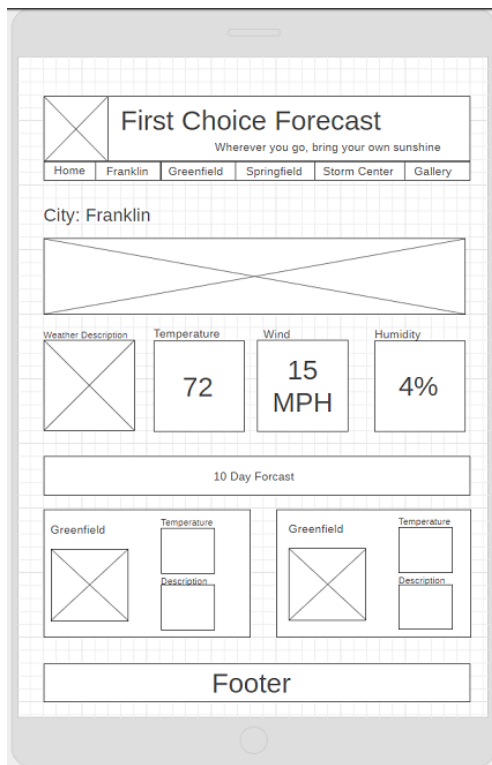 First Choice Forecast
Wherever you go, bring your own sunshine
Home Franklin Greenfield Springfield Storm Center Gallery
City: Franklin
Weather Description Temperature Wind Humidity
72 15 4%
MPH
10 Day Forcast
Greenfield Temperature Greenfield Temperature
Description Description
Footer